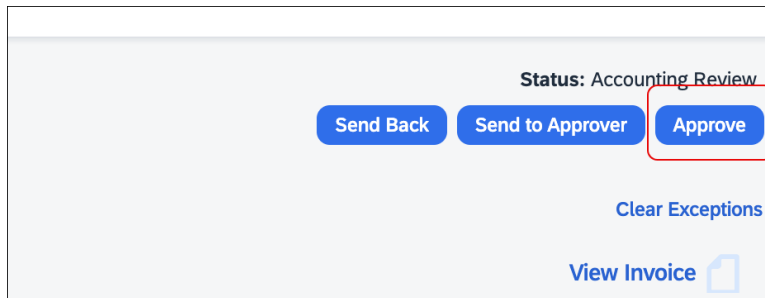 Status: Accounting Review
Send Back Send to Approver Approve
Clear Exceptions
View Invoice